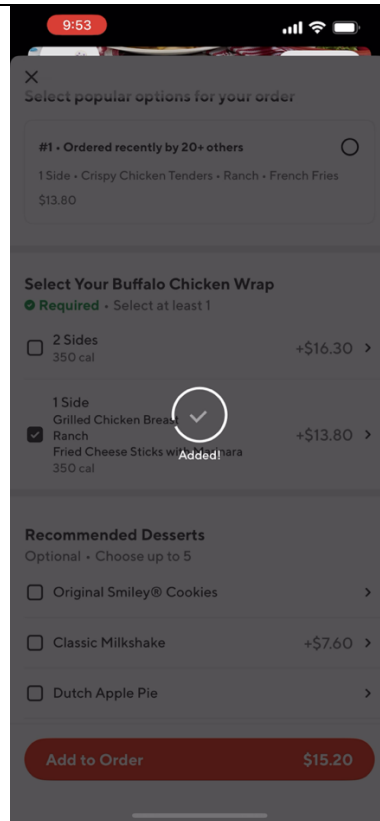 9:53
Select popular options for your order
#1 • Ordered recently by 20+ others
1 Side • Crispy Chicken Tenders • Ranch • French Fries
$13.80
Select Your Buffalo Chicken Wrap
Required • Select at least 1
2 Sides
350 cal
+$16.30
1 Side
Grilled Chicken Breast
Ranch
Fried Cheese Sticks with Marinara
350 cal
+$13.80
Added!
Recommended Desserts
Optional • Choose up to 5
Original Smiley® Cookies
Classic Milkshake +$7.60
Dutch Apple Pie
Add to Order $15.20